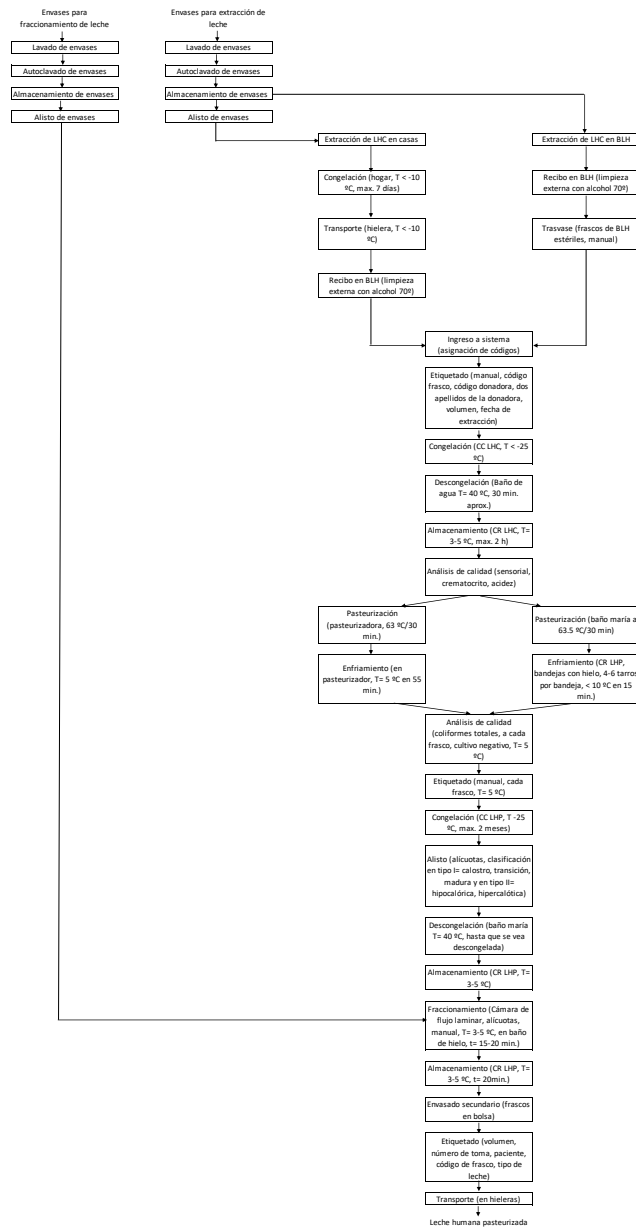 Envases para
fraccionamiento de leche
Lavado de envases
Autoclavado de envases
Almacenamiento de envases
Alisto de envases
Envases para extracción de
leche
Lavado de envases
Autoclavado de envases
Almacenamiento de envases
Alisto de envases
Extracción de LHC en casas
Congelación (hogar, T < -10
ºC, max. 7 días)
Transporte (hielera, T < -10
ºC)
Recibo en BLH (limpieza
externa con alcohol 70º)
Extracción de LHC en BLH
Recibo en BLH (limpieza
externa con alcohol 70º)
Trasvase (frascos de BLH
estériles, manual)
Ingreso a sistema
(asignación de códigos)
Etiquetado (manual, código
frasco, código donadora, dos
apellidos de la donadora,
volumen, fecha de
extracción)
Congelación (CC LHC, T < -25
ºC)
Descongelación (Baño de
agua T= 40 ºC, 30 min.
aprox.)
Almacenamiento (CR LHC, T=
3-5 ºC, max. 2 h)
Análisis de calidad (sensorial,
crematocrito, acidez)
Pasteurización
(pasteurizadora, 63 ºC/30
min.)
Enfriamiento (en
pasteurizador, T= 5 ºC en 55
min.)
Pasteurización (baño maría a
63.5 ºC/30 min)
Enfriamiento (CR LHP,
bandejas con hielo, 4-6 tarros
por bandeja, < 10 ºC en 15
min.)
Análisis de calidad
(coliformes totales, a cada
frasco, cultivo negativo, T= 5
ºC)
Etiquetado (manual, cada
frasco, T= 5 ºC)
Congelación (CC LHP, T -25
ºC, max. 2 meses)
Alisto (alícuotas, clasificación
en tipo I= calostro, transición,
madura y en tipo II=
hipocalórica, hipercalótica)
Descongelación (baño maría
T= 40 ºC, hasta que se vea
descongelada)
Almacenamiento (CR LHP, T=
3-5 ºC)
Fraccionamiento (Cámara de
flujo laminar, alícuotas,
manual, T= 3-5 ºC, en baño
de hielo, t= 15-20 min.)
Almacenamiento (CR LHP, T=
3-5 ºC, t= 20min.)
Envasado secundario (frascos
en bolsa)
Etiquetado (volumen,
número de toma, paciente,
código de frasco, tipo de
leche)
Transporte (en hieleras)
Leche humana pasteurizada